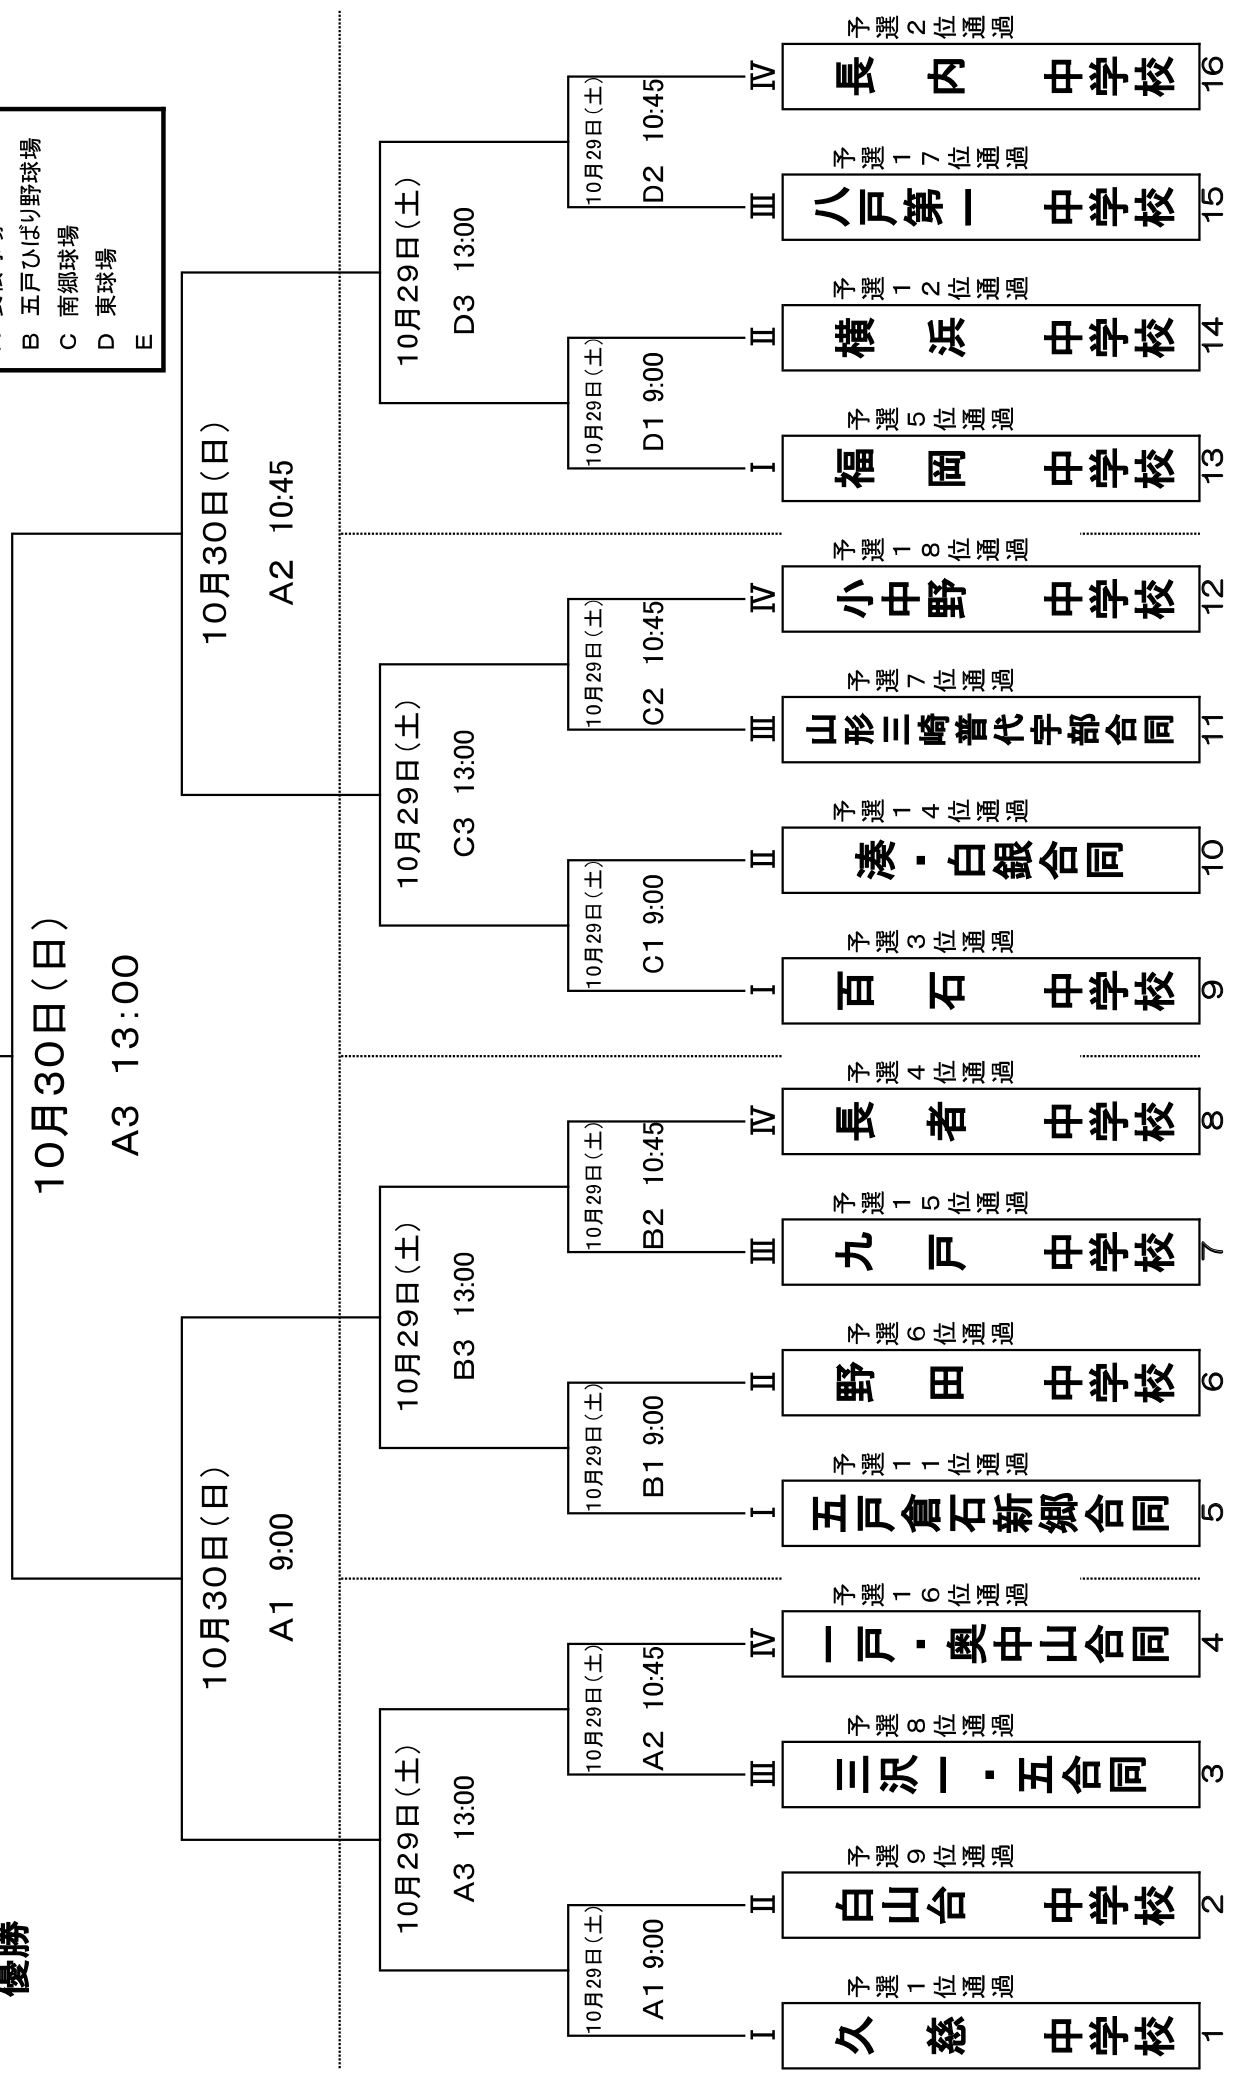 優勝
B 五戸ひばり野球場
C 南郷球場
D 東球場
E
10月30日(日)
A3 13:00
10月30日(日)
A1 9:00
10月30日(日)
A2 10:45
10月29日(土)
A3 13:00
10月29日(土)
B3 13:00
10月29日(土)
C3 13:00
10月29日(土)
D3 13:00
10月29日(土)
A1 9:00
10月29日(土)
A2 10:45
10月29日(土)
B1 9:00
10月29日(土)
B2 10:45
10月29日(土)
C1 9:00
10月29日(土)
C2 10:45
10月29日(土)
D1 9:00
10月29日(土)
D2 10:45
Ⅰ
予選1位通過
久慈 中学校
1
Ⅱ
予選9位通過
白山台 中学校
2
Ⅲ
予選8位通過
三沢一・五合同
3
Ⅳ
予選16位通過
一戸・奥中山合同
4
Ⅰ
予選11位通過
五戸倉石新郷合同
5
Ⅱ
予選6位通過
野田 中学校
6
Ⅲ
予選15位通過
九戸 中学校
7
Ⅳ
予選4位通過
長者 中学校
8
Ⅰ
予選3位通過
百石 中学校
9
Ⅱ
予選14位通過
湊・白銀合同
10
Ⅲ
予選7位通過
山形三崎普代宇部合同
11
Ⅳ
予選18位通過
小中野 中学校
12
Ⅰ
予選5位通過
福岡 中学校
13
Ⅱ
予選12位通過
横浜 中学校
14
Ⅲ
予選17位通過
八戸第一 中学校
15
Ⅳ
予選2位通過
長内 中学校
16